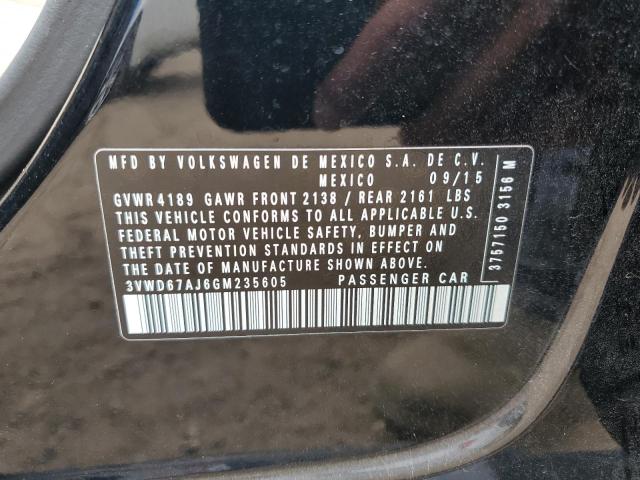 MFD BY VOLKSWAGEN DE MEXICO S.A. DE C.V.
MEXICO 09/15
GVWR 4189 GAWR FRONT 2138 / REAR 2161 LBS
THIS VEHICLE CONFORMS TO ALL APPLICABLE U.S.
FEDERAL MOTOR VEHICLE SAFETY, BUMPER AND
THEFT PREVENTION STANDARDS IN EFFECT ON
THE DATE OF MANUFACTURE SHOWN ABOVE.
3VWD67AJ6GM235605 PASSENGER CAR
3757150 3156 M